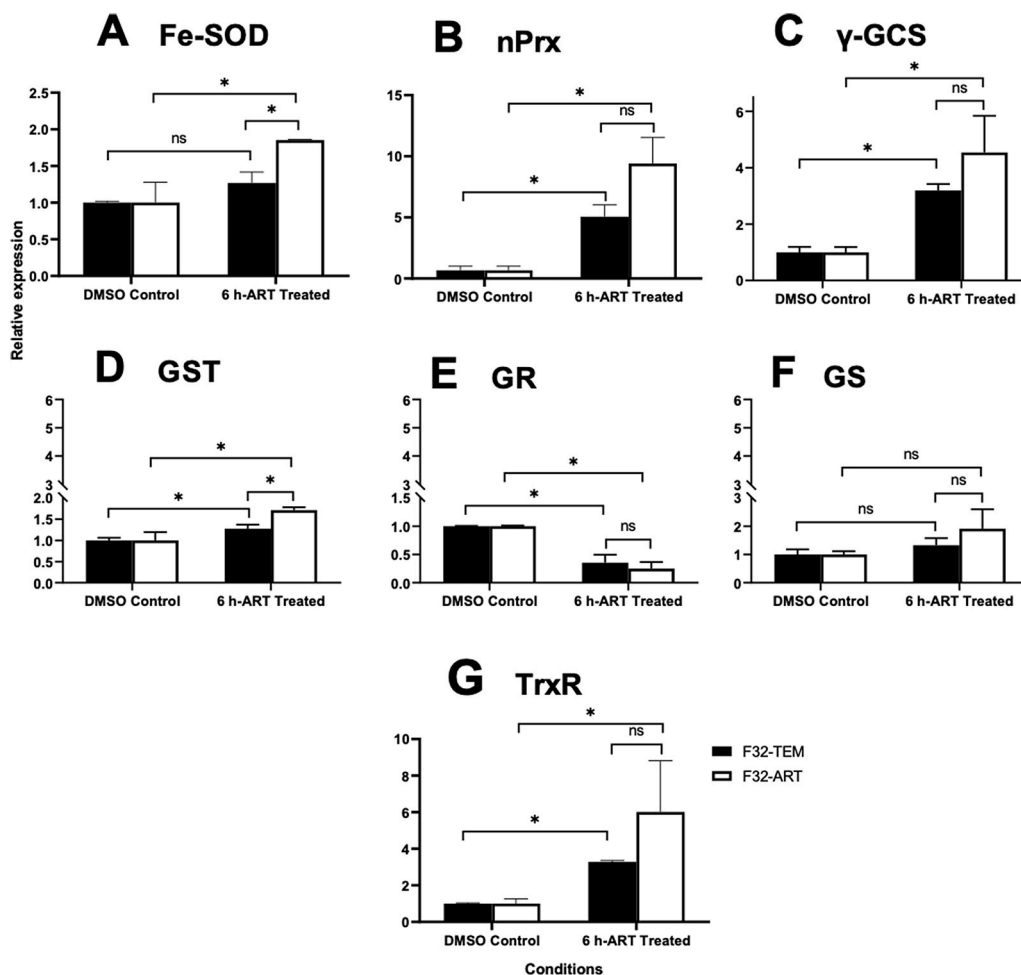 A Fe-SOD
B nPrx
C γ-GCS
Relative expression
2.5
2.0
1.5
1.0
0.5
0.0
ns
*
*
DMSO Control
6 h-ART Treated
15
10
5
0
*
*
ns
DMSO Control
6 h-ART Treated
6
4
2
0
*
*
ns
DMSO Control
6 h-ART Treated
D GST
E GR
F GS
6
5
4
3
2.0
1.5
1.0
0.5
0.0
*
*
*
DMSO Control
6 h-ART Treated
6
5
4
3
1.5
1.0
0.5
0.0
*
*
ns
DMSO Control
6 h-ART Treated
6
5
4
3
3
2
1
0
ns
ns
ns
DMSO Control
6 h-ART Treated
G TrxR
10
8
6
4
2
0
*
*
ns
DMSO Control
6 h-ART Treated
F32-TEM
F32-ART
Conditions